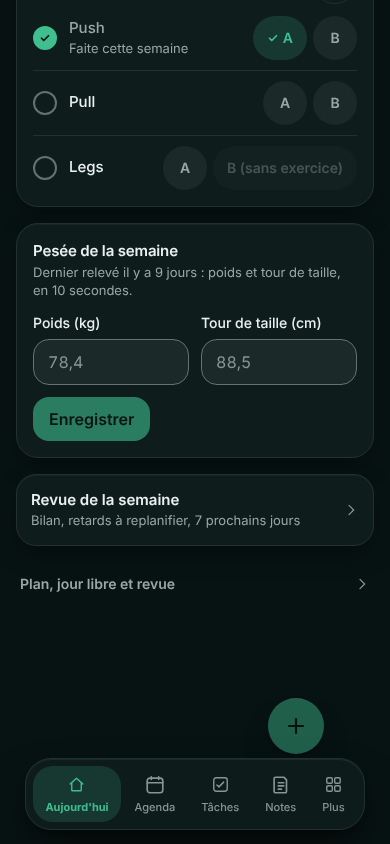 Push
Faite cette semaine
A
B
Pull
A
B
Legs
A
B (sans exercice)
Pesée de la semaine
Dernier relevé il y a 9 jours : poids et tour de taille,
en 10 secondes.
Poids (kg)
Tour de taille (cm)
78,4
88,5
Enregistrer
Revue de la semaine
Bilan, retards à replanifier, 7 prochains jours
Plan, jour libre et revue
Aujourd'hui
Agenda
Tâches
Notes
Plus